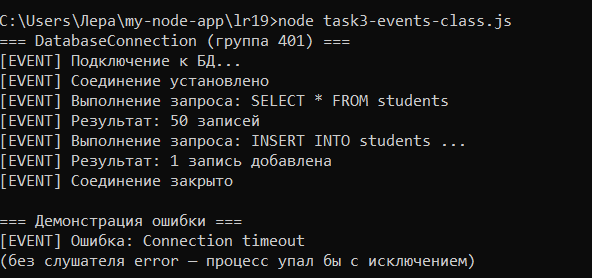 C:\Users\Лера\my-node-app\lr19>node task3-events-class.js
=== DatabaseConnection (группа 401) ===
[EVENT] Подключение к БД...
[EVENT] Соединение установлено
[EVENT] Выполнение запроса: SELECT * FROM students
[EVENT] Результат: 50 записей
[EVENT] Выполнение запроса: INSERT INTO students ...
[EVENT] Результат: 1 запись добавлена
[EVENT] Соединение закрыто
=== Демонстрация ошибки ===
[EVENT] Ошибка: Connection timeout
(без слушателя error — процесс упал бы с исключением)